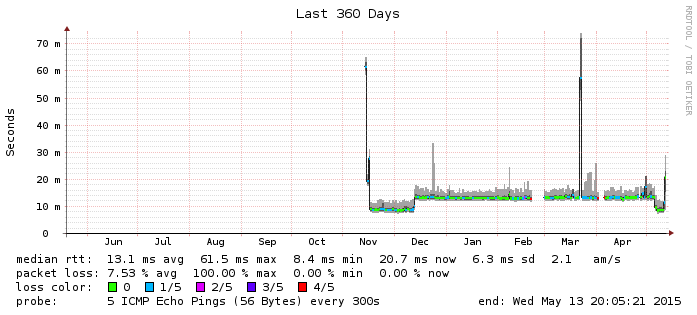 Last 360 Days
RRDTOOL / TOBI OETIKER
Seconds
70 m
60 m
50 m
40 m
30 m
20 m
10 m
0
Jun Jul Aug Sep Oct Nov Dec Jan Feb Mar Apr
median rtt: 13.1 ms avg 61.5 ms max 8.4 ms min 20.7 ms now 6.3 ms sd 2.1 am/s
packet loss: 7.53 % avg 100.00 % max 0.00 % min 0.00 % now
loss color: 0 1/5 2/5 3/5 4/5
probe: 5 ICMP Echo Pings (56 Bytes) every 300s end: Wed May 13 20:05:21 2015